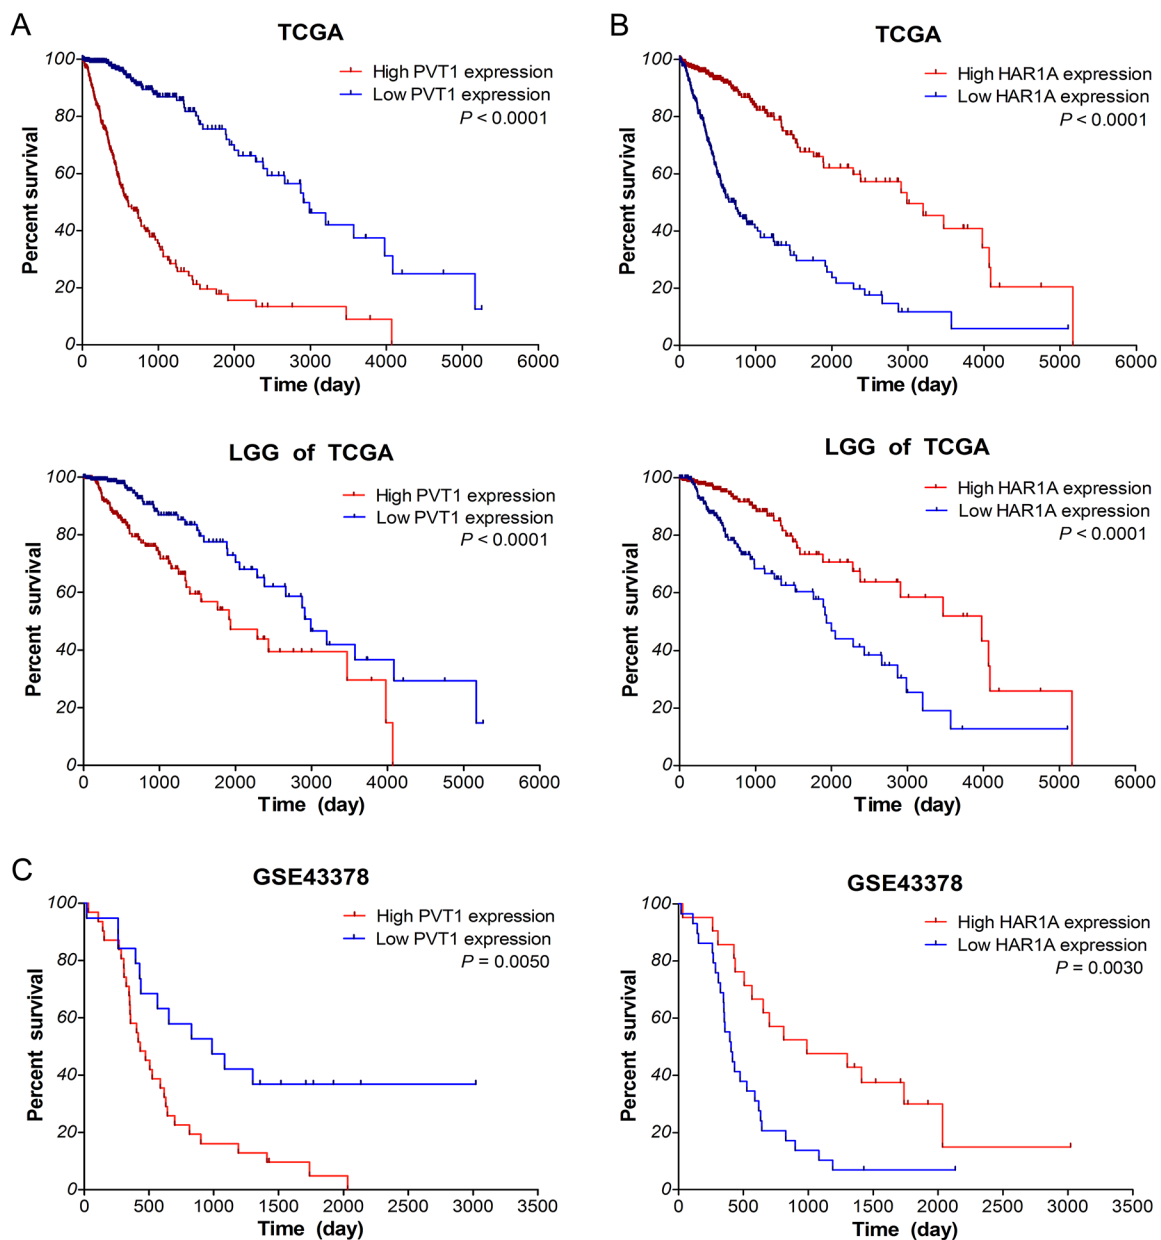 A
TCGA
High PVT1 expression
Low PVT1 expression
P < 0.0001
Percent survival
100
80
60
40
20
0
0 1000 2000 3000 4000 5000 6000
Time (day)
B
TCGA
High HAR1A expression
Low HAR1A expression
P < 0.0001
Percent survival
100
80
60
40
20
0
0 1000 2000 3000 4000 5000 6000
Time (day)
LGG of TCGA
High PVT1 expression
Low PVT1 expression
P < 0.0001
Percent survival
100
80
60
40
20
0
0 1000 2000 3000 4000 5000 6000
Time (day)
LGG of TCGA
High HAR1A expression
Low HAR1A expression
P < 0.0001
Percent survival
100
80
60
40
20
0
0 1000 2000 3000 4000 5000 6000
Time (day)
C
GSE43378
High PVT1 expression
Low PVT1 expression
P = 0.0050
Percent survival
100
80
60
40
20
0
0 500 1000 1500 2000 2500 3000 3500
Time (day)
GSE43378
High HAR1A expression
Low HAR1A expression
P = 0.0030
Percent survival
100
80
60
40
20
0
0 500 1000 1500 2000 2500 3000 3500
Time (day)